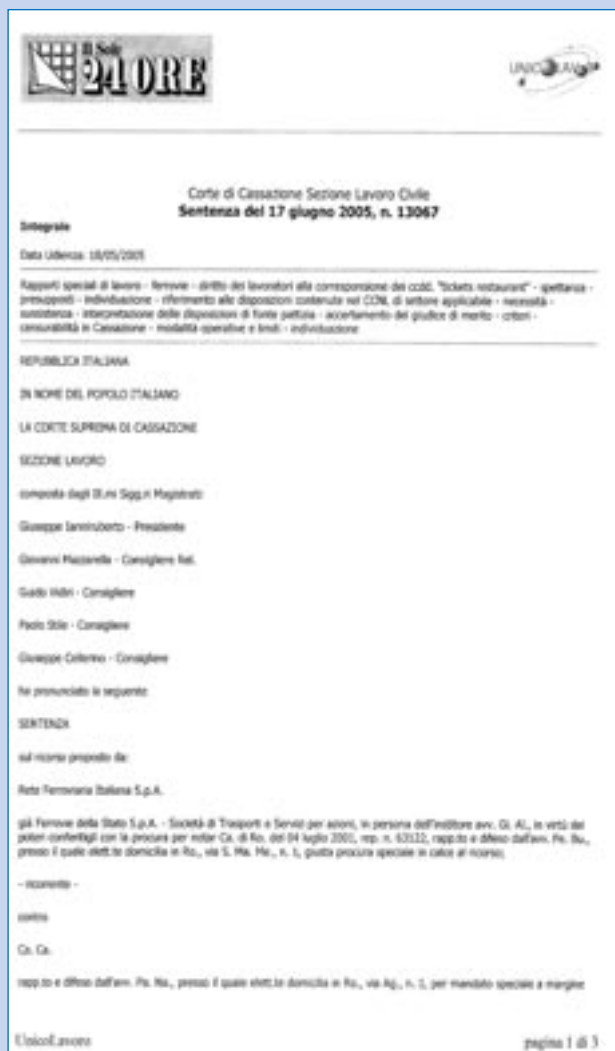 Il Sole
24 ORE
UNICOLAVORO
Corte di Cassazione Sezione Lavoro Civile
Sentenza del 17 giugno 2005, n. 13067
Integrale
Data Udienza: 18/05/2005
Rapporti speciali di lavoro - ferrovie - diritto dei lavoratori alla corresponsione dei ccdd. "tickets restaurant" - spettanza -
presupposti - individuazione - riferimento alle disposizioni contenute nel CCNL di settore applicabile - necessità -
sussistenza - interpretazione delle disposizioni di fonte pattizia - accertamento del giudice di merito - criteri -
censurabilità in Cassazione - modalità operative e limiti - individuazione
REPUBBLICA ITALIANA
IN NOME DEL POPOLO ITALIANO
LA CORTE SUPREMA DI CASSAZIONE
SEZIONE LAVORO
composta dagli Ill.mi Sigg.ri Magistrati:
Giuseppe Ianniruberto - Presidente
Giovanni Mazzarella - Consigliere Rel.
Guido Vidiri - Consigliere
Paolo Stile - Consigliere
Giuseppe Cellerino - Consigliere
ha pronunciato la seguente
SENTENZA
sul ricorso proposto da:
Rete Ferroviaria Italiana S.p.A.
già Ferrovie dello Stato S.p.A. - Società di Trasporti e Servizi per azioni, in persona dell'institore avv. Gi. Al., in virtù dei
poteri conferitigli con la procura per notar Ca. di Ro. del 04 luglio 2001, rep. n. 63122, rapp.to e difeso dall'avv. Pe. Bu.,
presso il quale elett.te domicilia in Ro., via S. Ma. Me., n. 1, giusta procura speciale in calce al ricorso;
- ricorrente -
contro
Ca. Ca.
rapp.to e difeso dall'avv. Pa. Na., presso il quale elett.te domicilia in Ro., via Ag., n. 1, per mandato speciale a margine
UnicoLavoro
pagina 1 di 3